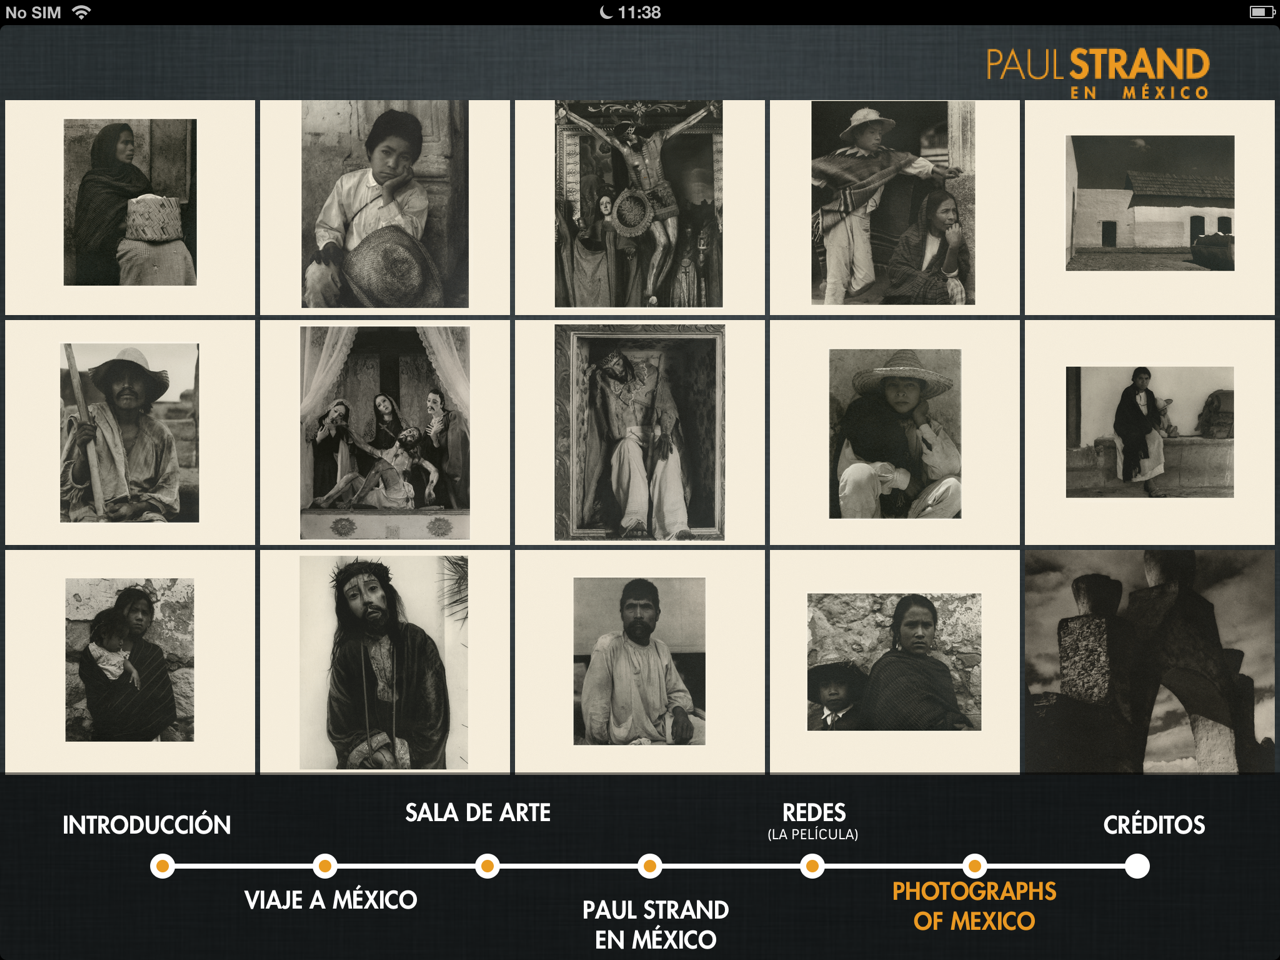 No SIM
11:38
PAUL STRAND
EN MÉXICO
INTRODUCCIÓN
SALA DE ARTE
REDES
(LA PELÍCULA)
CRÉDITOS
VIAJE A MÉXICO
PAUL STRAND
EN MÉXICO
PHOTOGRAPHS
OF MEXICO